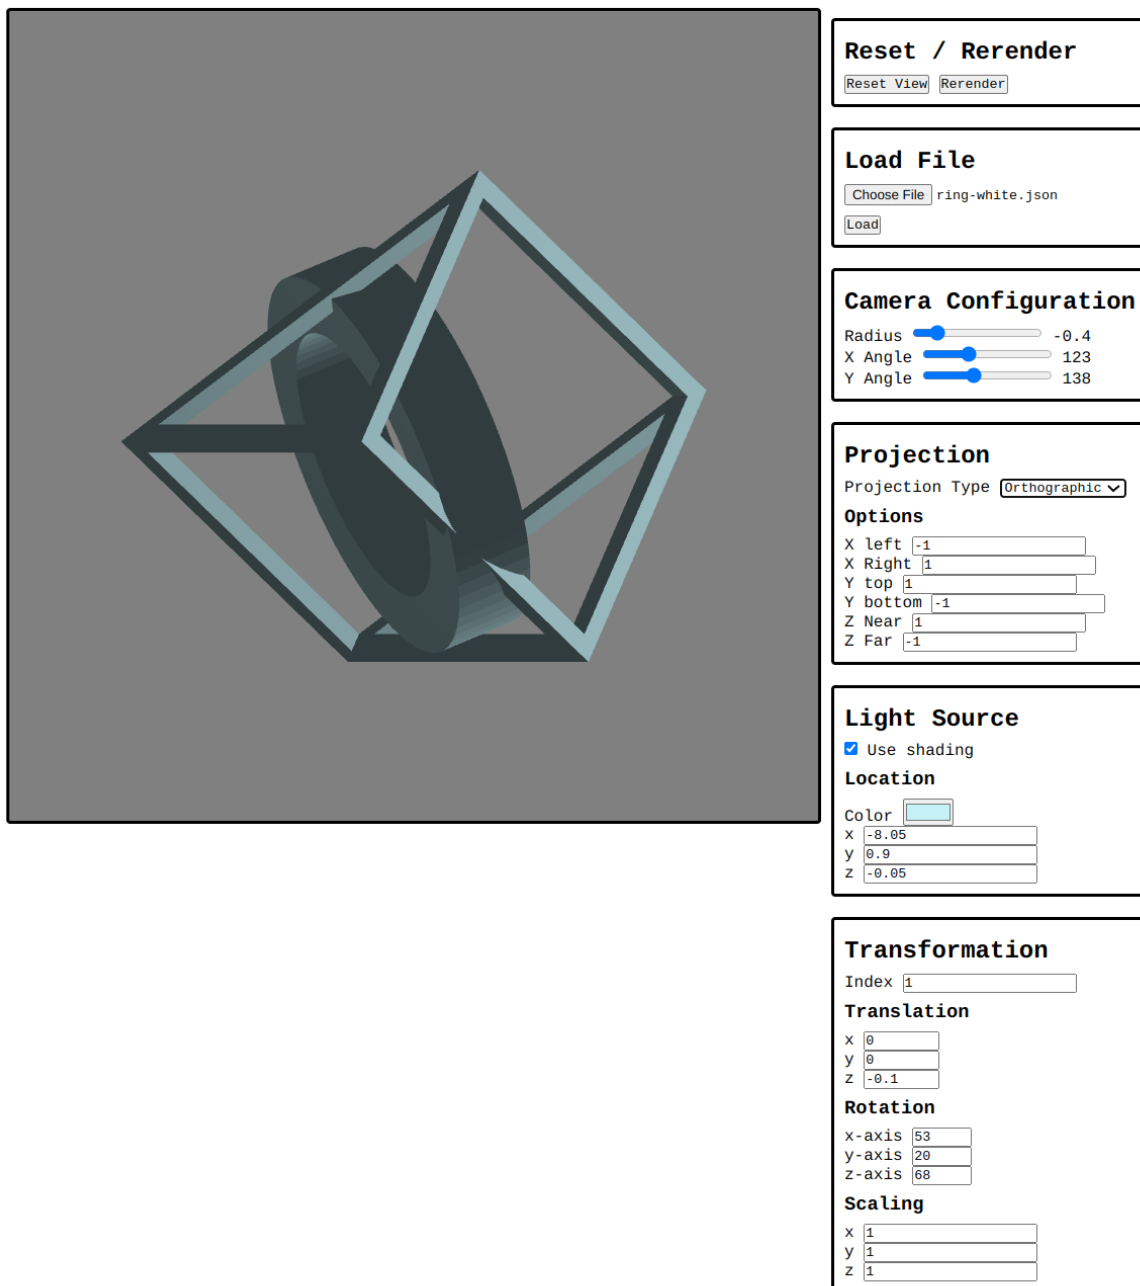 Reset / Rerender
Reset View Rerender
Load File
Choose File ring-white.json
Load
Camera Configuration
Radius -0.4
X Angle 123
Y Angle 138
Projection
Projection Type Orthographic
Options
X left -1
X Right 1
Y top 1
Y bottom -1
Z Near 1
Z Far -1
Light Source
Use shading
Location
Color
x -8.05
y 0.9
z -0.05
Transformation
Index 1
Translation
x 0
y 0
z -0.1
Rotation
x-axis 53
y-axis 20
z-axis 68
Scaling
x 1
y 1
z 1